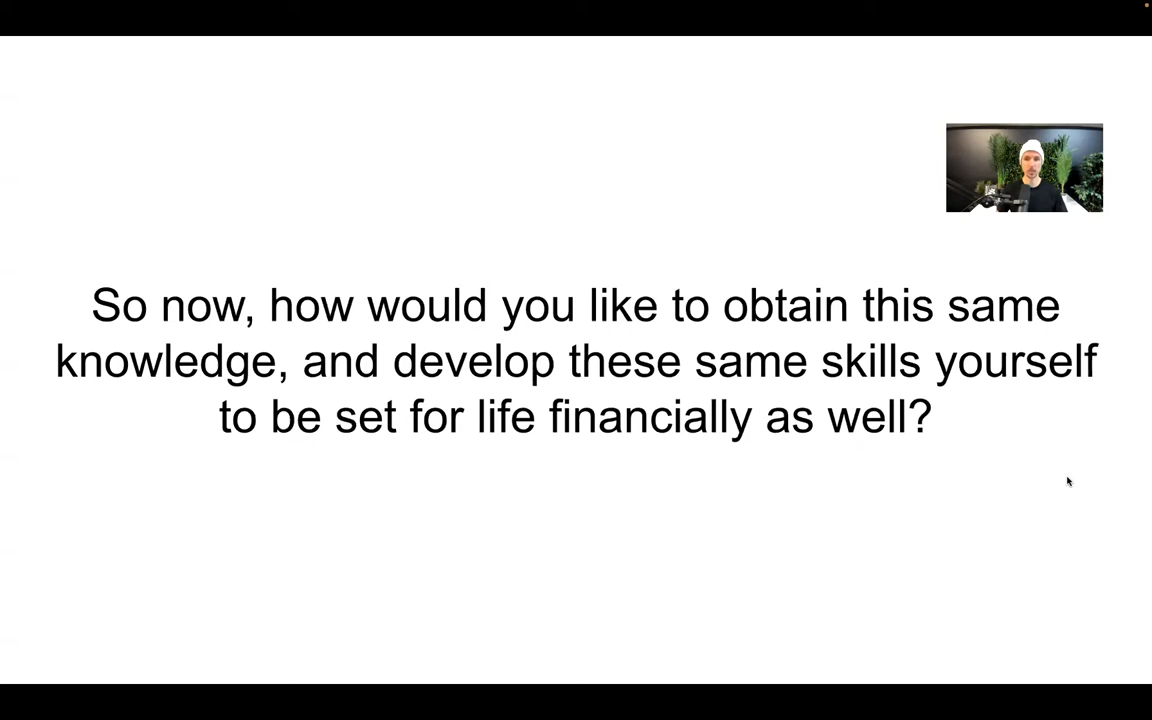 So now, how would you like to obtain this same
knowledge, and develop these same skills yourself
to be set for life financially as well?